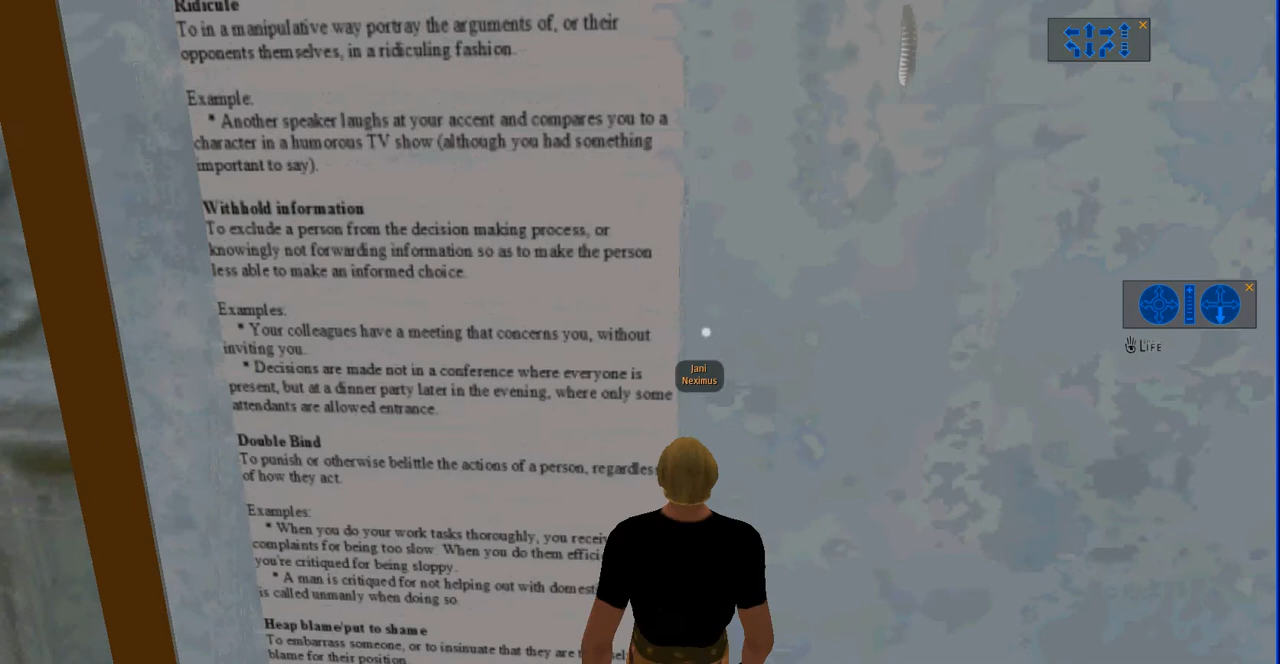 Ridicule
To in a manipulative way portray the arguments of, or their
opponents themselves, in a ridiculing fashion.
Example.
* Another speaker laughs at your accent and compares you to a
character in a humorous TV show (although you had something
important to say).
Withhold information
To exclude a person from the decision making process, or
knowingly not forwarding information so as to make the person
less able to make an informed choice.
Examples:
* Your colleagues have a meeting that concerns you, without
inviting you.
* Decisions are made not in a conference where everyone is
present, but at a dinner party later in the evening, where only some
attendants are allowed entrance.
Double Bind
To punish or otherwise belittle the actions of a person, regardless
of how they act.
Examples:
* When you do your work tasks thoroughly, you
complaints for being too slow. When you do them
you're critiqued for being sloppy.
* A man is critiqued for not helping out with
is called unmanly when doing so
Heap blame/put to shame
To embarrass someone, or to insinuate that they are
blame for their position.
Jani
Neximus
LIFE